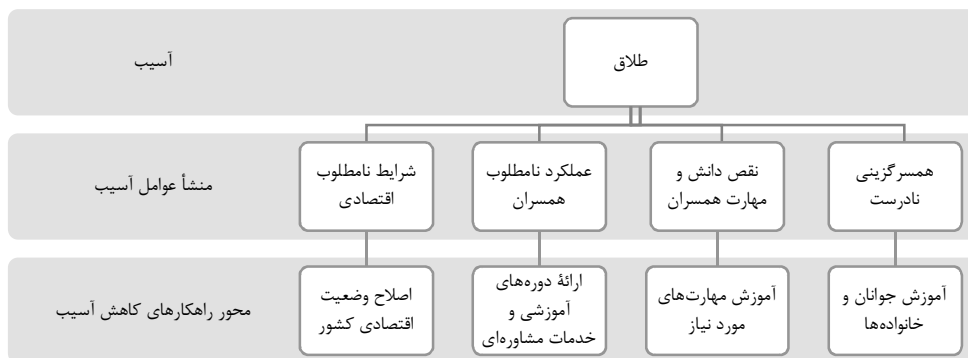 آسیب
طلاق
منشأ عوامل آسیب
همسرگزینی
نادرست
نقص دانش و
مهارت همسران
عملکرد نامطلوب
همسران
شرایط نامطلوب
اقتصادی
محور راهکارهای کاهش آسیب
آموزش جوانان و
خانواده‌ها
آموزش مهارت‌های
مورد نیاز
ارائهٔ دوره‌های
آموزشی و
خدمات مشاوره‌ای
اصلاح وضعیت
اقتصادی کشور